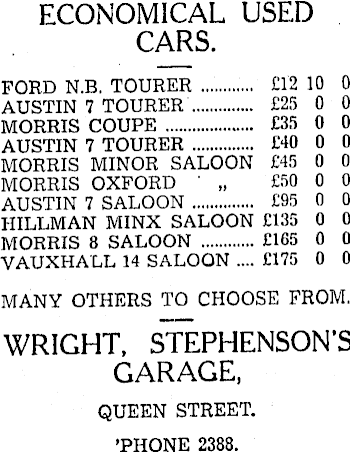 ECONOMICAL USED
CARS.
FORD N.B. TOURER ............ £12 10 0
AUSTIN 7 TOURER .............. £25 0 0
MORRIS COUPE .................... £35 0 0
AUSTIN 7 TOURER .............. £40 0 0
MORRIS MINOR SALOON £45 0 0
MORRIS OXFORD „ £50 0 0
AUSTIN 7 SALOON .............. £95 0 0
HILLMAN MINX SALOON £135 0 0
MORRIS 8 SALOON ............ £165 0 0
VAUXHALL 14 SALOON .... £175 0 0
MANY OTHERS TO CHOOSE FROM.
WRIGHT, STEPHENSON'S
GARAGE,
QUEEN STREET.
'PHONE 2388.